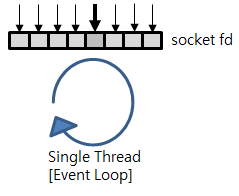 socket fd
Single Thread
[Event Loop]